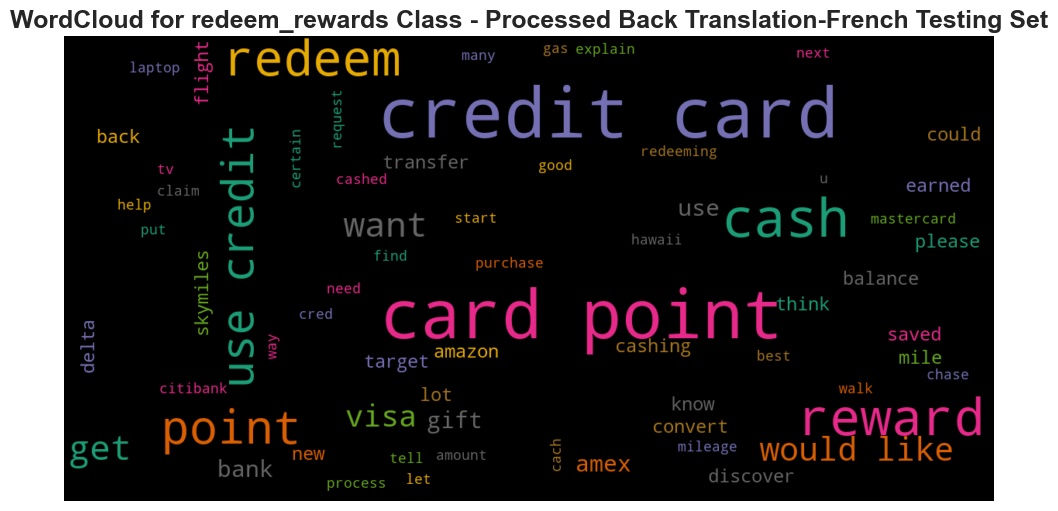 WordCloud for redeem_rewards Class - Processed Back Translation-French Testing Set
laptop
flight
redeem
many
gas
explain
next
back
request
certain
credit card
could
transfer
redeeming
good
tv
cashed
u
claim
earned
help
use credit
want
start
use
cash
mastercard
put
hawaii
please
find
skymiles
purchase
balance
need
card point
think
cred
delta
way
saved
cashing
amazon
target
best
mile
chase
citibank
walk
lot
know
reward
point
visa
gift
convert
get
new
would like
mileage
bank
tell
amount
cach
amex
process
let
discover